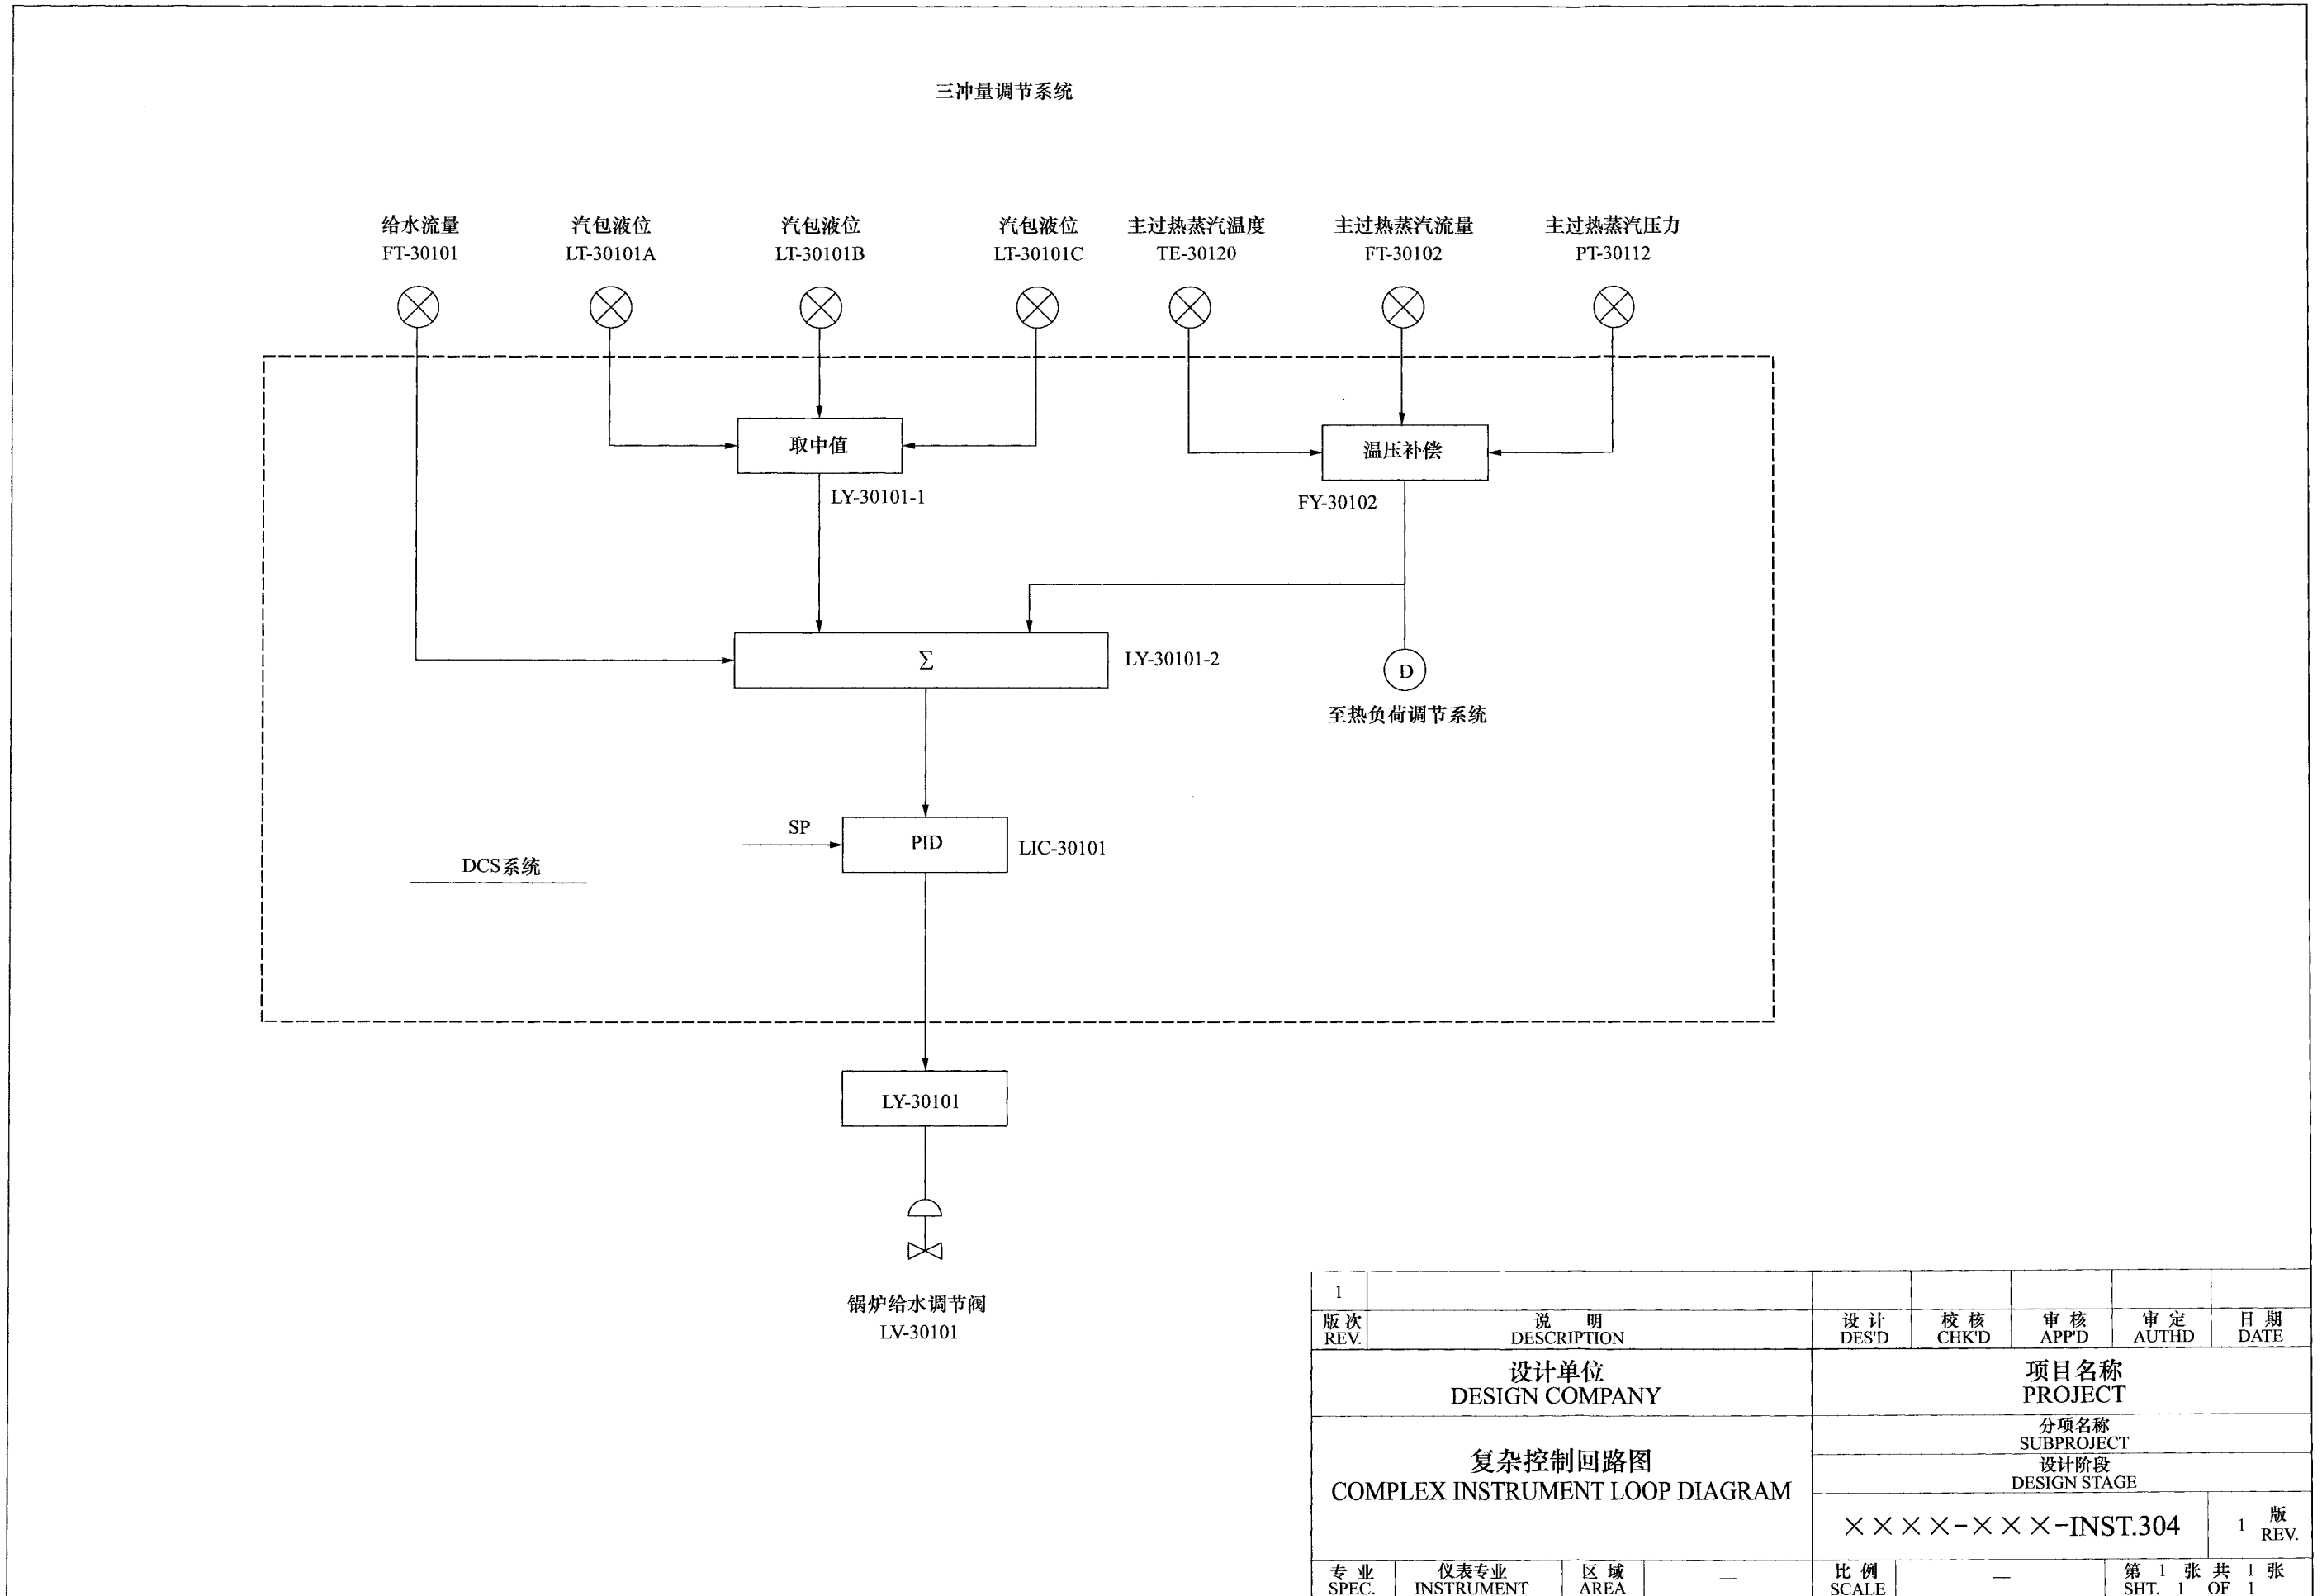 三冲量调节系统
给水流量
FT-30101
汽包液位
LT-30101A
汽包液位
LT-30101B
汽包液位
LT-30101C
主过热蒸汽温度
TE-30120
主过热蒸汽流量
FT-30102
主过热蒸汽压力
PT-30112
取中值
LY-30101-1
温压补偿
FY-30102
∑
LY-30101-2
D
至热负荷调节系统
SP
PID
LIC-30101
DCS系统
LY-30101
锅炉给水调节阀
LV-30101
1
版次
REV.
说 明
DESCRIPTION
设 计
DES'D
校 核
CHK'D
审 核
APP'D
审 定
AUTHD
日 期
DATE
设计单位
DESIGN COMPANY
项目名称
PROJECT
分项名称
SUBPROJECT
设计阶段
DESIGN STAGE
复杂控制回路图
COMPLEX INSTRUMENT LOOP DIAGRAM
××××-×××-INST.304
1 版
REV.
专 业
SPEC.
仪表专业
INSTRUMENT
区 域
AREA
—
比 例
SCALE
—
第 1 张 共 1 张
SHT. 1 OF 1